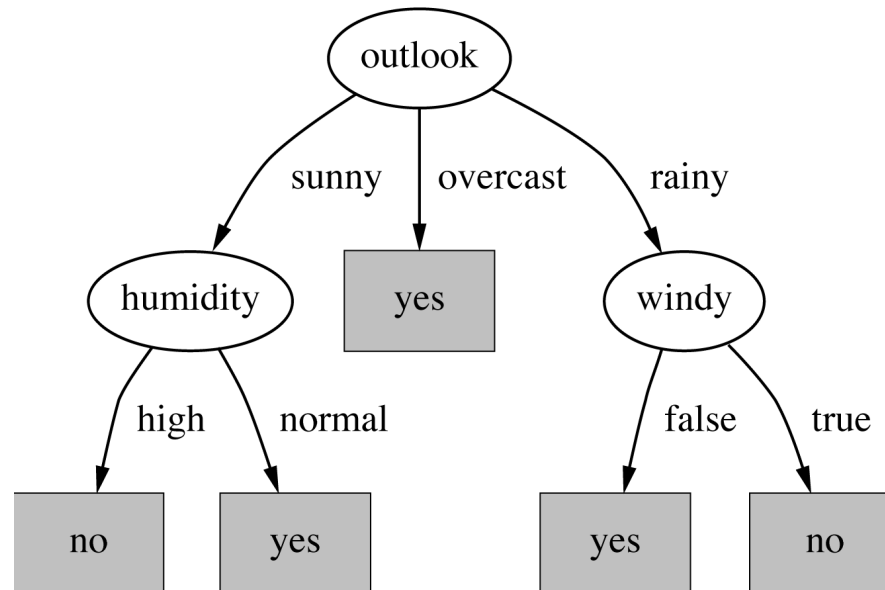 outlook
sunny
overcast
rainy
humidity
yes
windy
high
normal
false
true
no
yes
yes
no